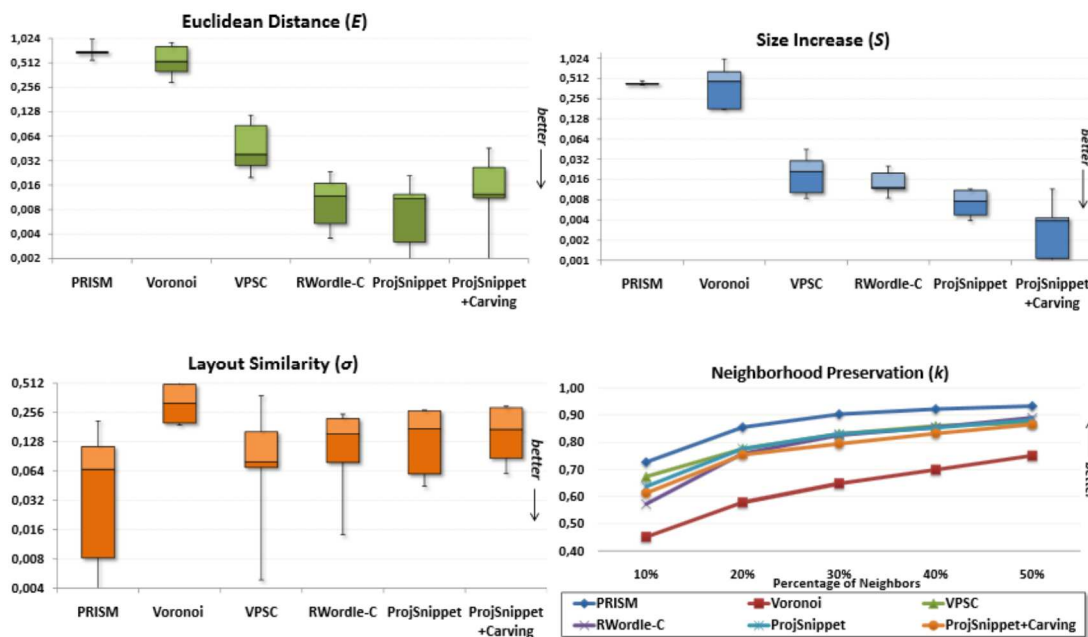 Euclidean Distance (E)
1,024
0,512
0,256
0,128
0,064
0,032
0,016
0,008
0,004
0,002
better
PRISM Voronoi VPSC RWordle-C ProjSnippet ProjSnippet
+Carving
Size Increase (S)
1,024
0,512
0,256
0,128
0,064
0,032
0,016
0,008
0,004
0,002
0,001
better
PRISM Voronoi VPSC RWordle-C ProjSnippet ProjSnippet
+Carving
Layout Similarity (σ)
0,512
0,256
0,128
0,064
0,032
0,016
0,008
0,004
better
PRISM Voronoi VPSC RWordle-C ProjSnippet ProjSnippet
+Carving
Neighborhood Preservation (k)
1,00
0,90
0,80
0,70
0,60
0,50
0,40
10% 20% 30% 40% 50%
Percentage of Neighbors
PRISM Voronoi VPSC
RWordle-C ProjSnippet ProjSnippet+Carving